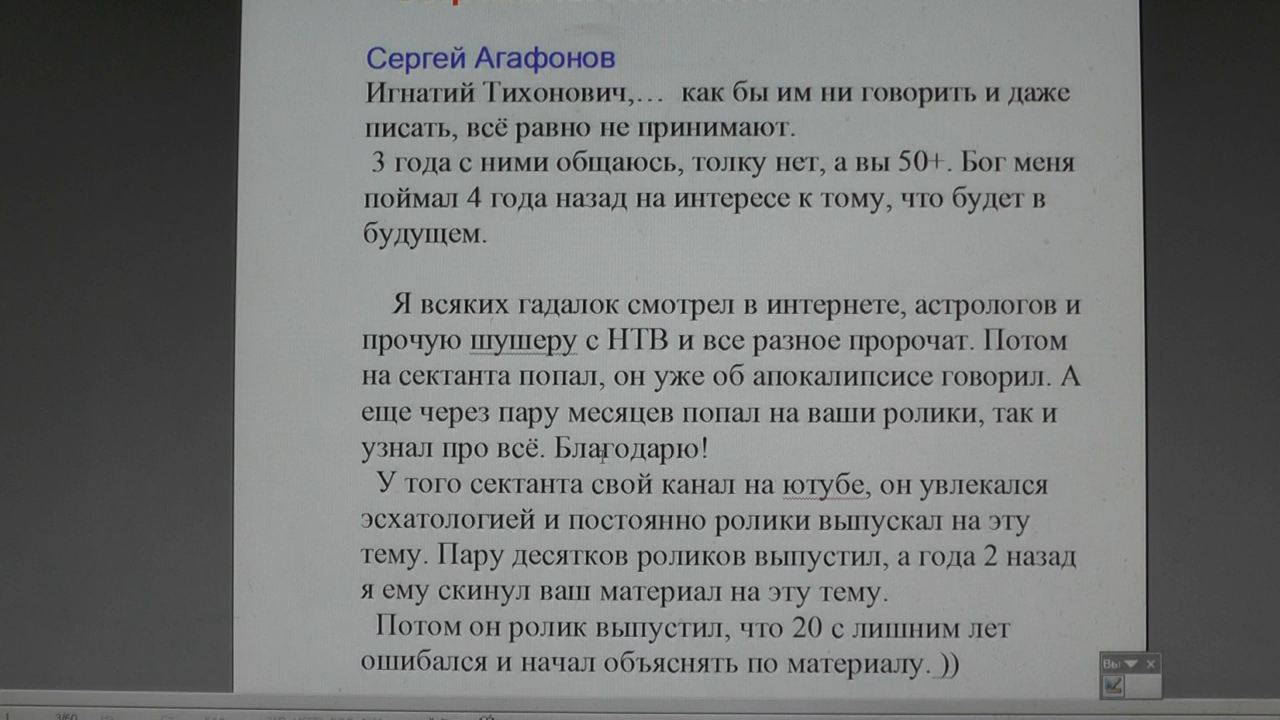 Сергей Агафонов
Игнатий Тихонович,… как бы им ни говорить и даже
писать, всё равно не принимают.
3 года с ними общаюсь, толку нет, а вы 50+. Бог меня
поймал 4 года назад на интересе к тому, что будет в
будущем.
Я всяких гадалок смотрел в интернете, астрологов и
прочую шушеру с НТВ и все разное пророчат. Потом
на сектанта попал, он уже об апокалипсисе говорил. А
еще через пару месяцев попал на ваши ролики, так и
узнал про всё. Благодарю!
У того сектанта свой канал на ютубе, он увлекался
эсхатологией и постоянно ролики выпускал на эту
тему. Пару десятков роликов выпустил, а года 2 назад
я ему скинул ваш материал на эту тему.
Потом он ролик выпустил, что 20 с лишним лет
ошибался и начал объяснять по материалу. ))
Вы